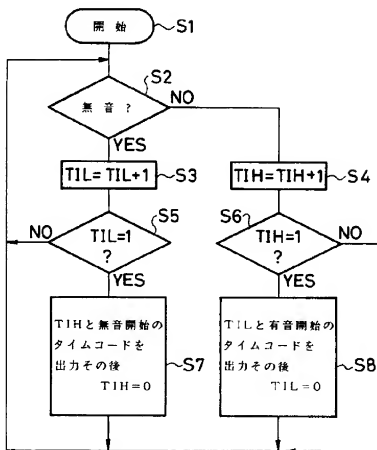 開始
S1
S2
無音?
NO
YES
TIL=TIL+1
S3
TIH=TIH+1
S4
S5
NO
TIL=1
?
YES
S6
TIH=1
?
NO
YES
TIHと無音開始の
タイムコードを
出力その後
TIH=0
S7
TILと有音開始の
タイムコードを
出力その後
TIL=0
S8